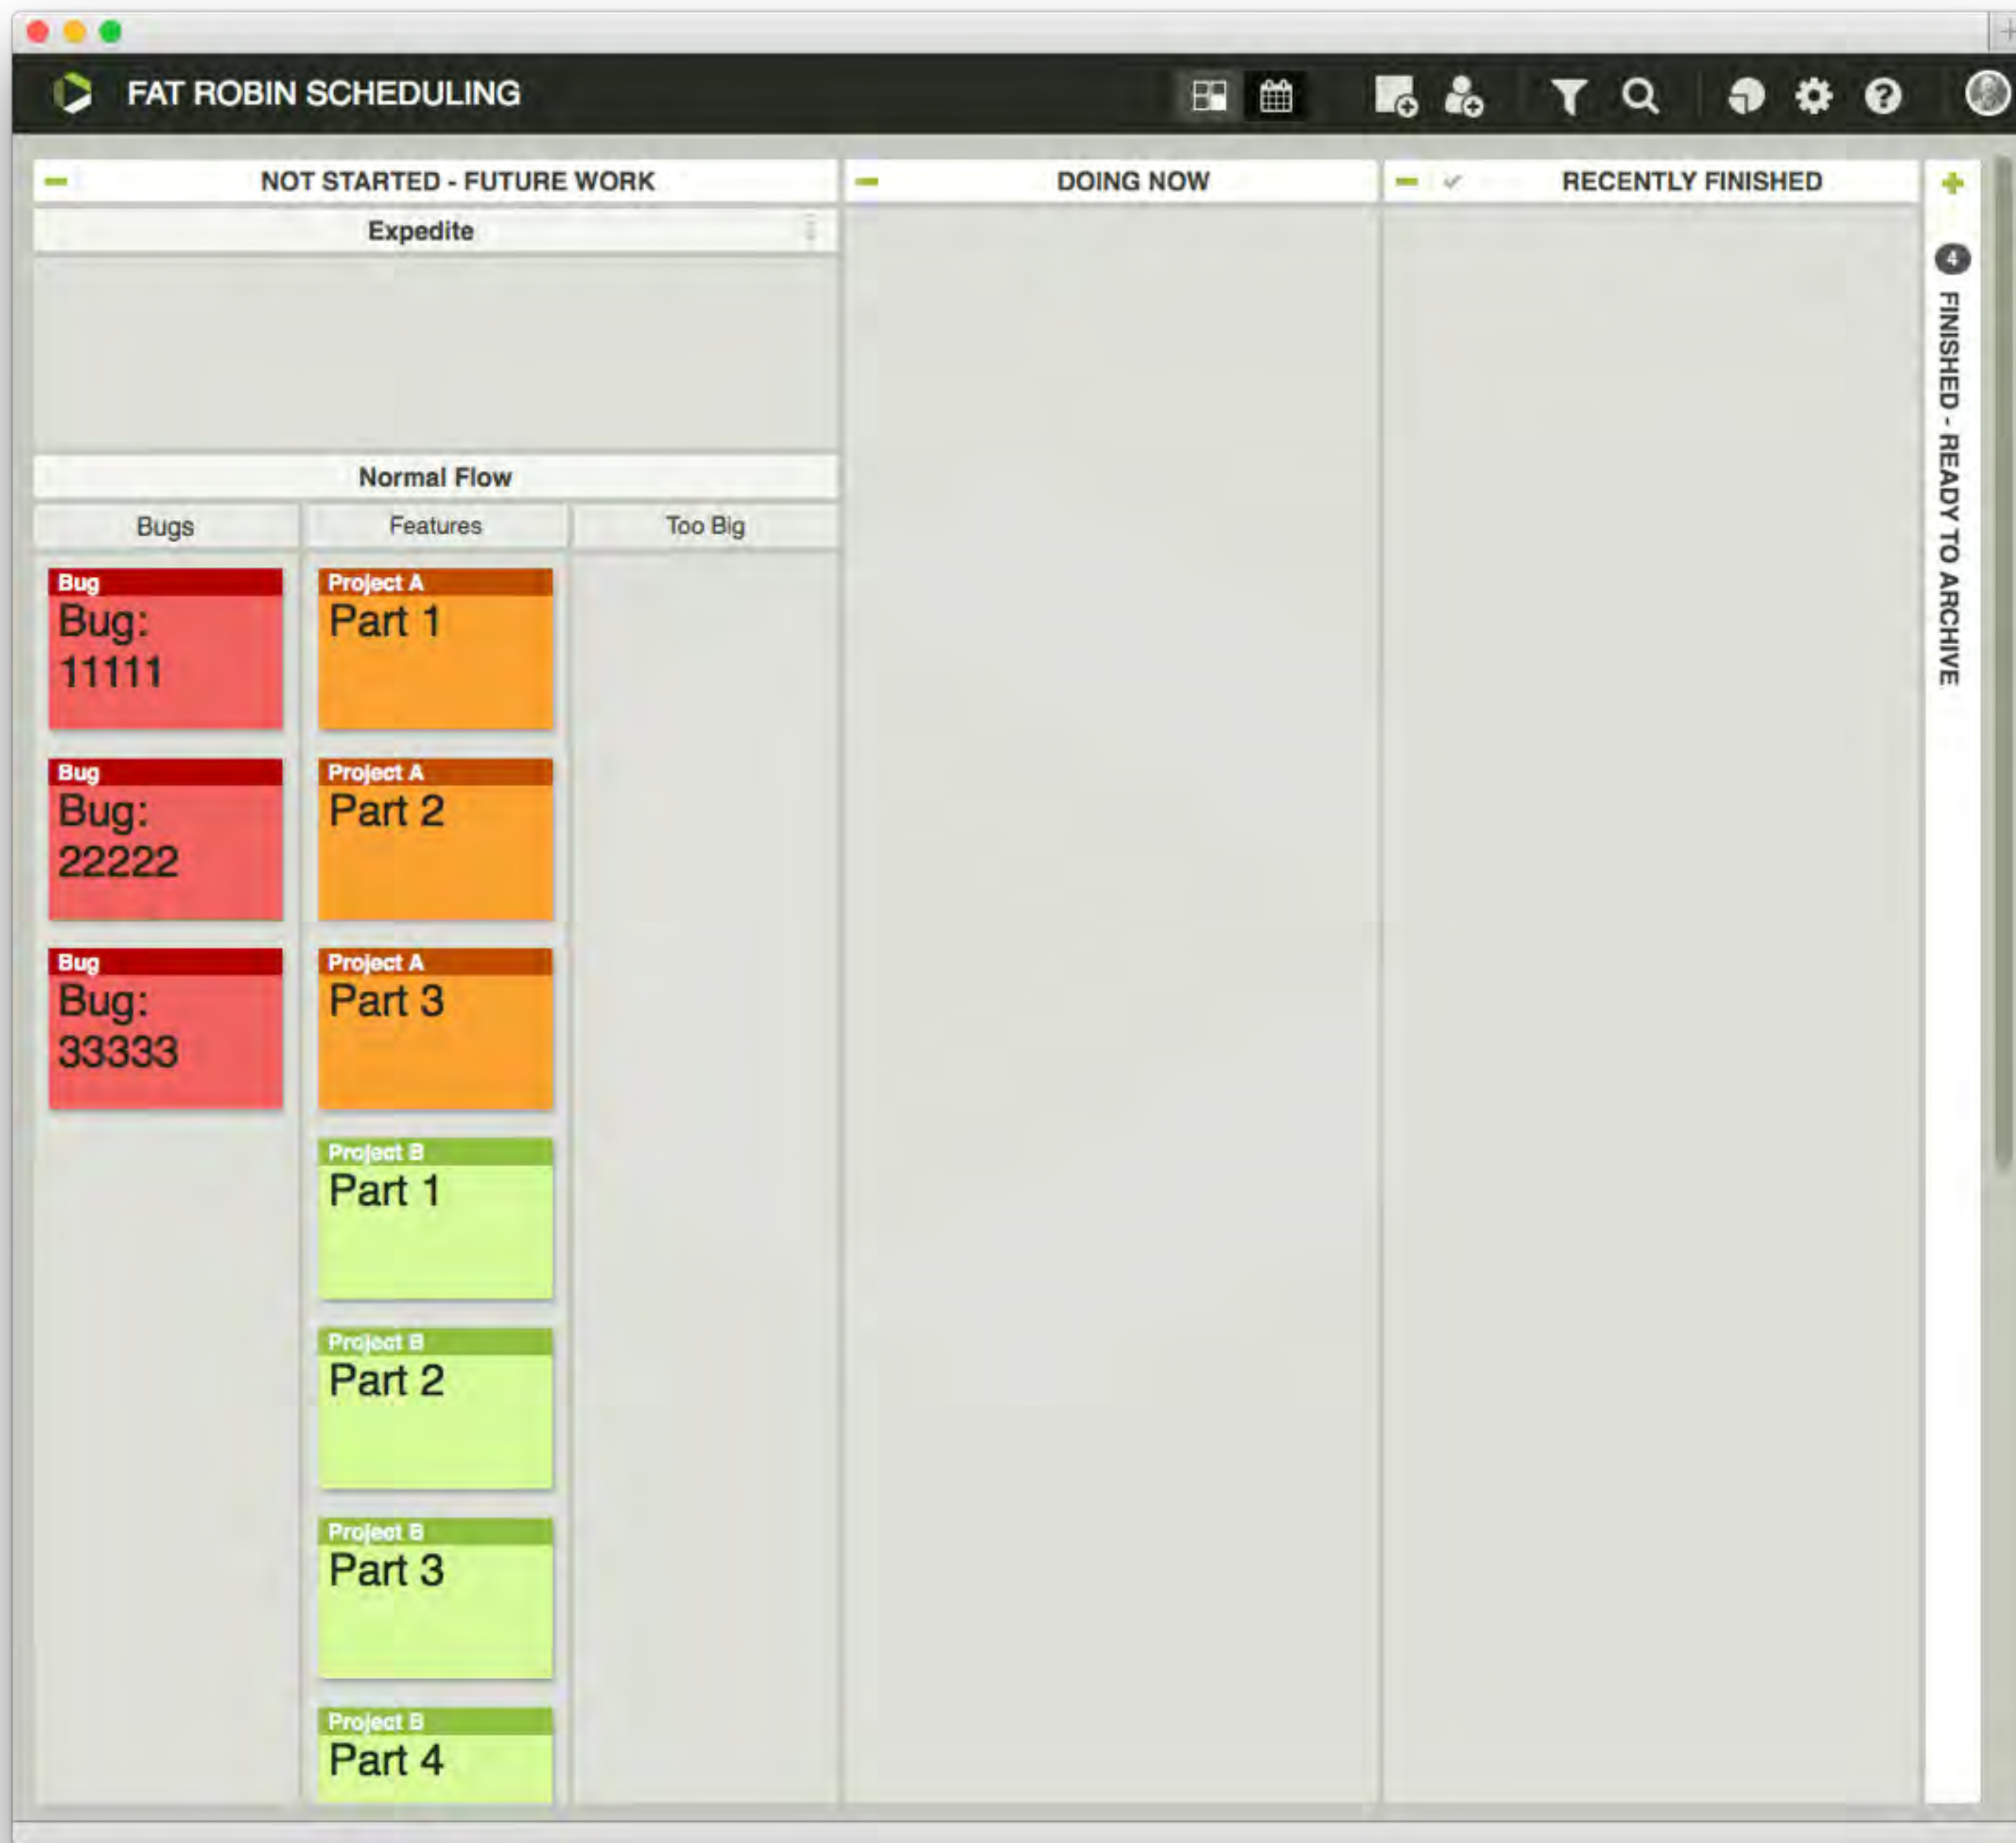 FAT ROBIN SCHEDULING
NOT STARTED - FUTURE WORK
DOING NOW
RECENTLY FINISHED
4 FINISHED - READY TO ARCHIVE
Expedite
Normal Flow
Bugs
Features
Too Big
Bug
Bug:
11111
Bug
Bug:
22222
Bug
Bug:
33333
Project A
Part 1
Project A
Part 2
Project A
Part 3
Project B
Part 1
Project B
Part 2
Project B
Part 3
Project B
Part 4